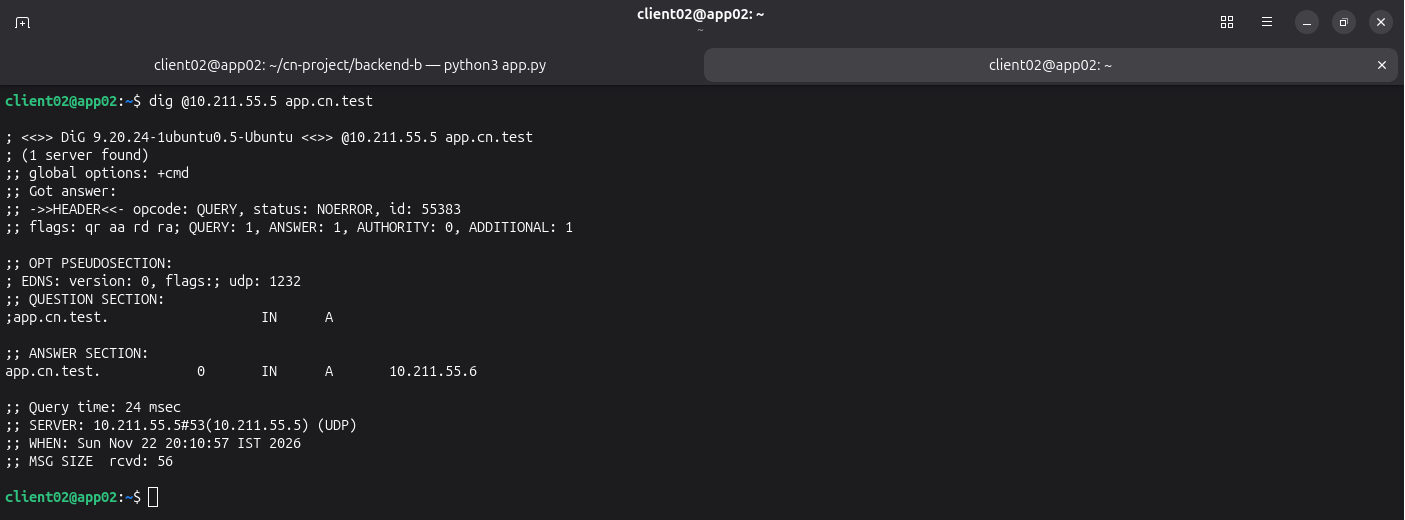 client02@app02: ~
~
client02@app02: ~/cn-project/backend-b — python3 app.py
client02@app02: ~
client02@app02:~$ dig @10.211.55.5 app.cn.test

; <<>> DiG 9.20.24-1ubuntu0.5-Ubuntu <<>> @10.211.55.5 app.cn.test
; (1 server found)
;; global options: +cmd
;; Got answer:
;; ->>HEADER<<- opcode: QUERY, status: NOERROR, id: 55383
;; flags: qr aa rd ra; QUERY: 1, ANSWER: 1, AUTHORITY: 0, ADDITIONAL: 1

;; OPT PSEUDOSECTION:
; EDNS: version: 0, flags:; udp: 1232
;; QUESTION SECTION:
;app.cn.test.                   IN      A

;; ANSWER SECTION:
app.cn.test.            0       IN      A       10.211.55.6

;; Query time: 24 msec
;; SERVER: 10.211.55.5#53(10.211.55.5) (UDP)
;; WHEN: Sun Nov 22 20:10:57 IST 2026
;; MSG SIZE  rcvd: 56

client02@app02:~$